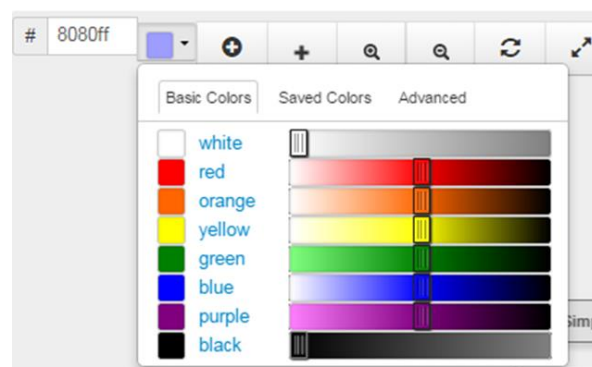 # 8080ff
Basic Colors Saved Colors Advanced
white
red
orange
yellow
green
blue
purple
black